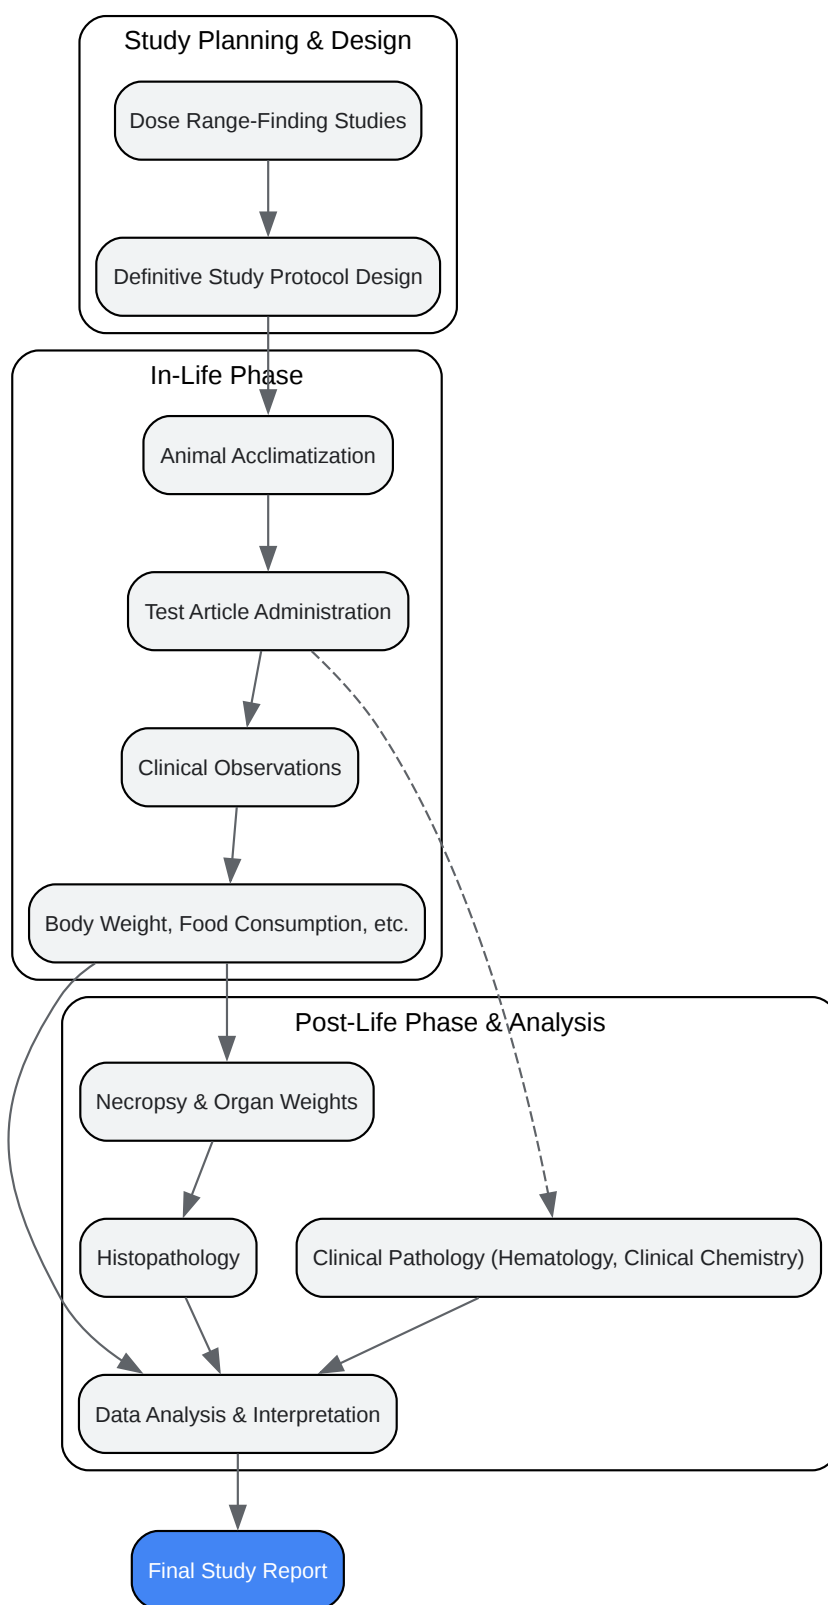 Study Planning & Design
Dose Range-Finding Studies
Definitive Study Protocol Design
In-Life Phase
Animal Acclimatization
Test Article Administration
Clinical Observations
Body Weight, Food Consumption, etc.
Post-Life Phase & Analysis
Necropsy & Organ Weights
Histopathology
Clinical Pathology (Hematology, Clinical Chemistry)
Data Analysis & Interpretation
Final Study Report